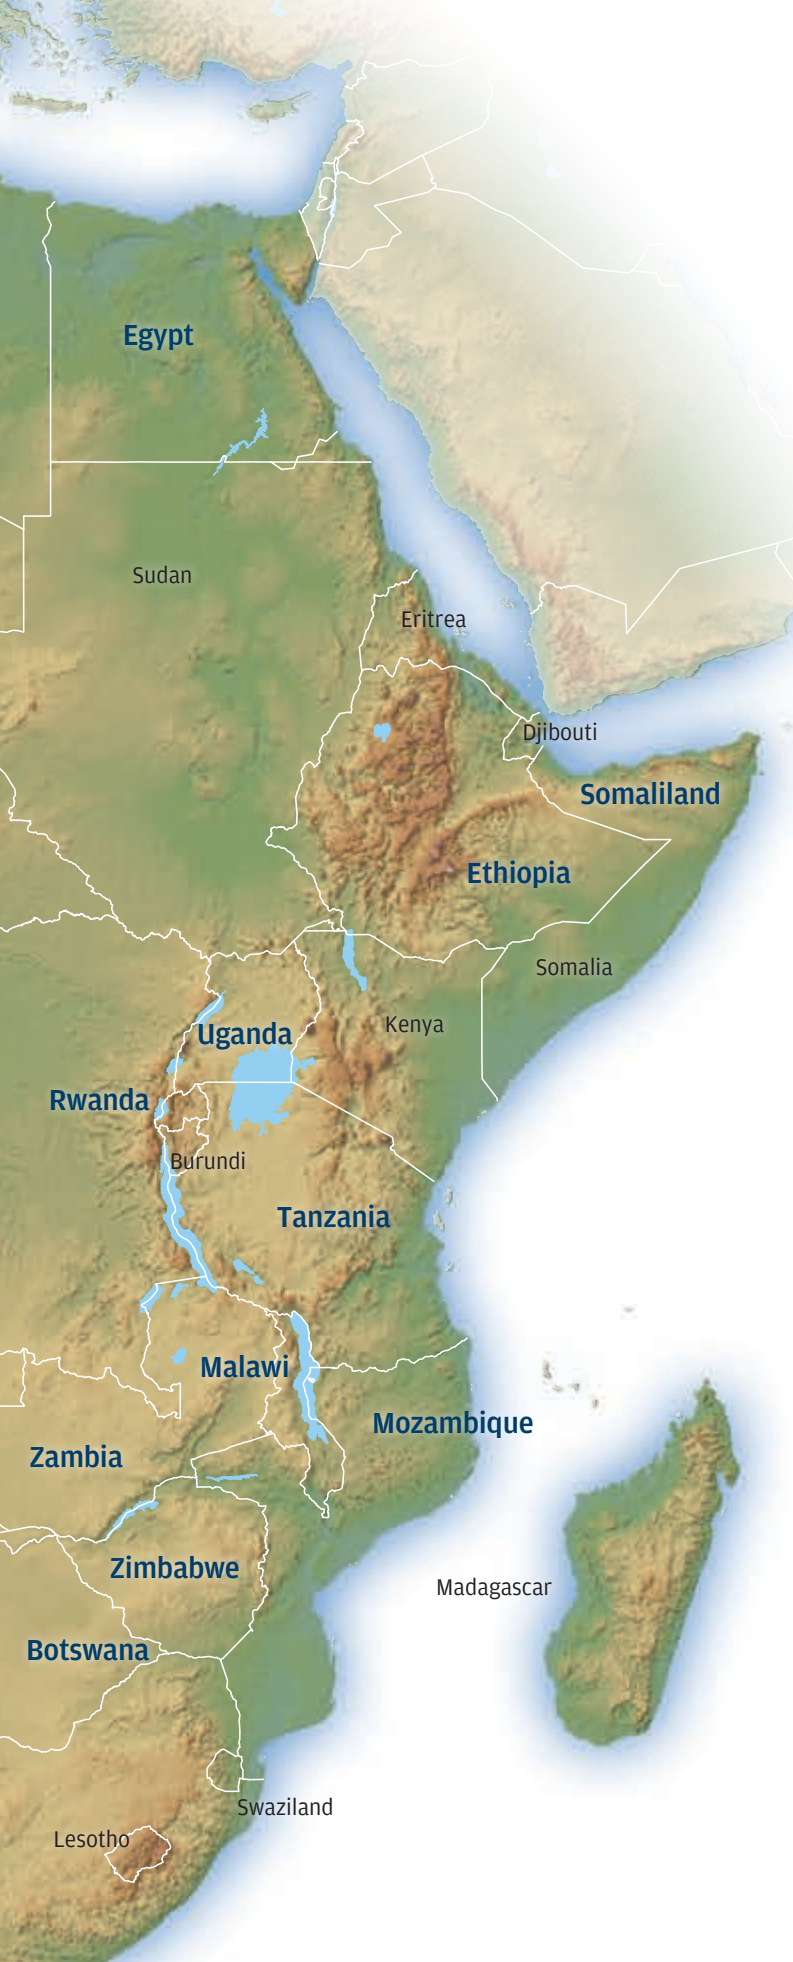 Egypt
Sudan
Eritrea
Djibouti
Somaliland
Ethiopia
Somalia
Kenya
Uganda
Rwanda
Burundi
Tanzania
Malawi
Mozambique
Zambia
Zimbabwe
Madagascar
Botswana
Swaziland
Lesotho